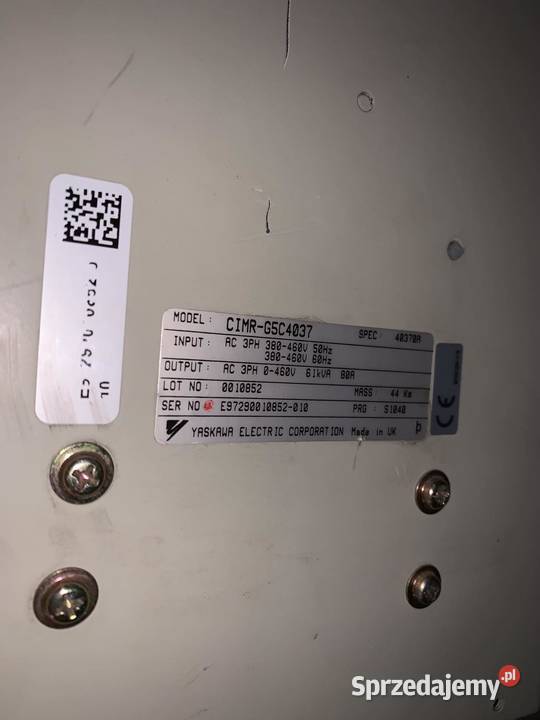 MODEL: CIMR-G5C4037 SPEC: 40370A
INPUT: AC 3PH 380-460V 50Hz
380-460V 60Hz
OUTPUT: AC 3PH 0-460V 61kVA 80A
LOT NO: 0010852 MASS 44 Kg
SER NO E97290010852-010 PRG: S1040
YASKAWA ELECTRIC CORPORATION Made in UK b
CE
Sprzedajemy.pl